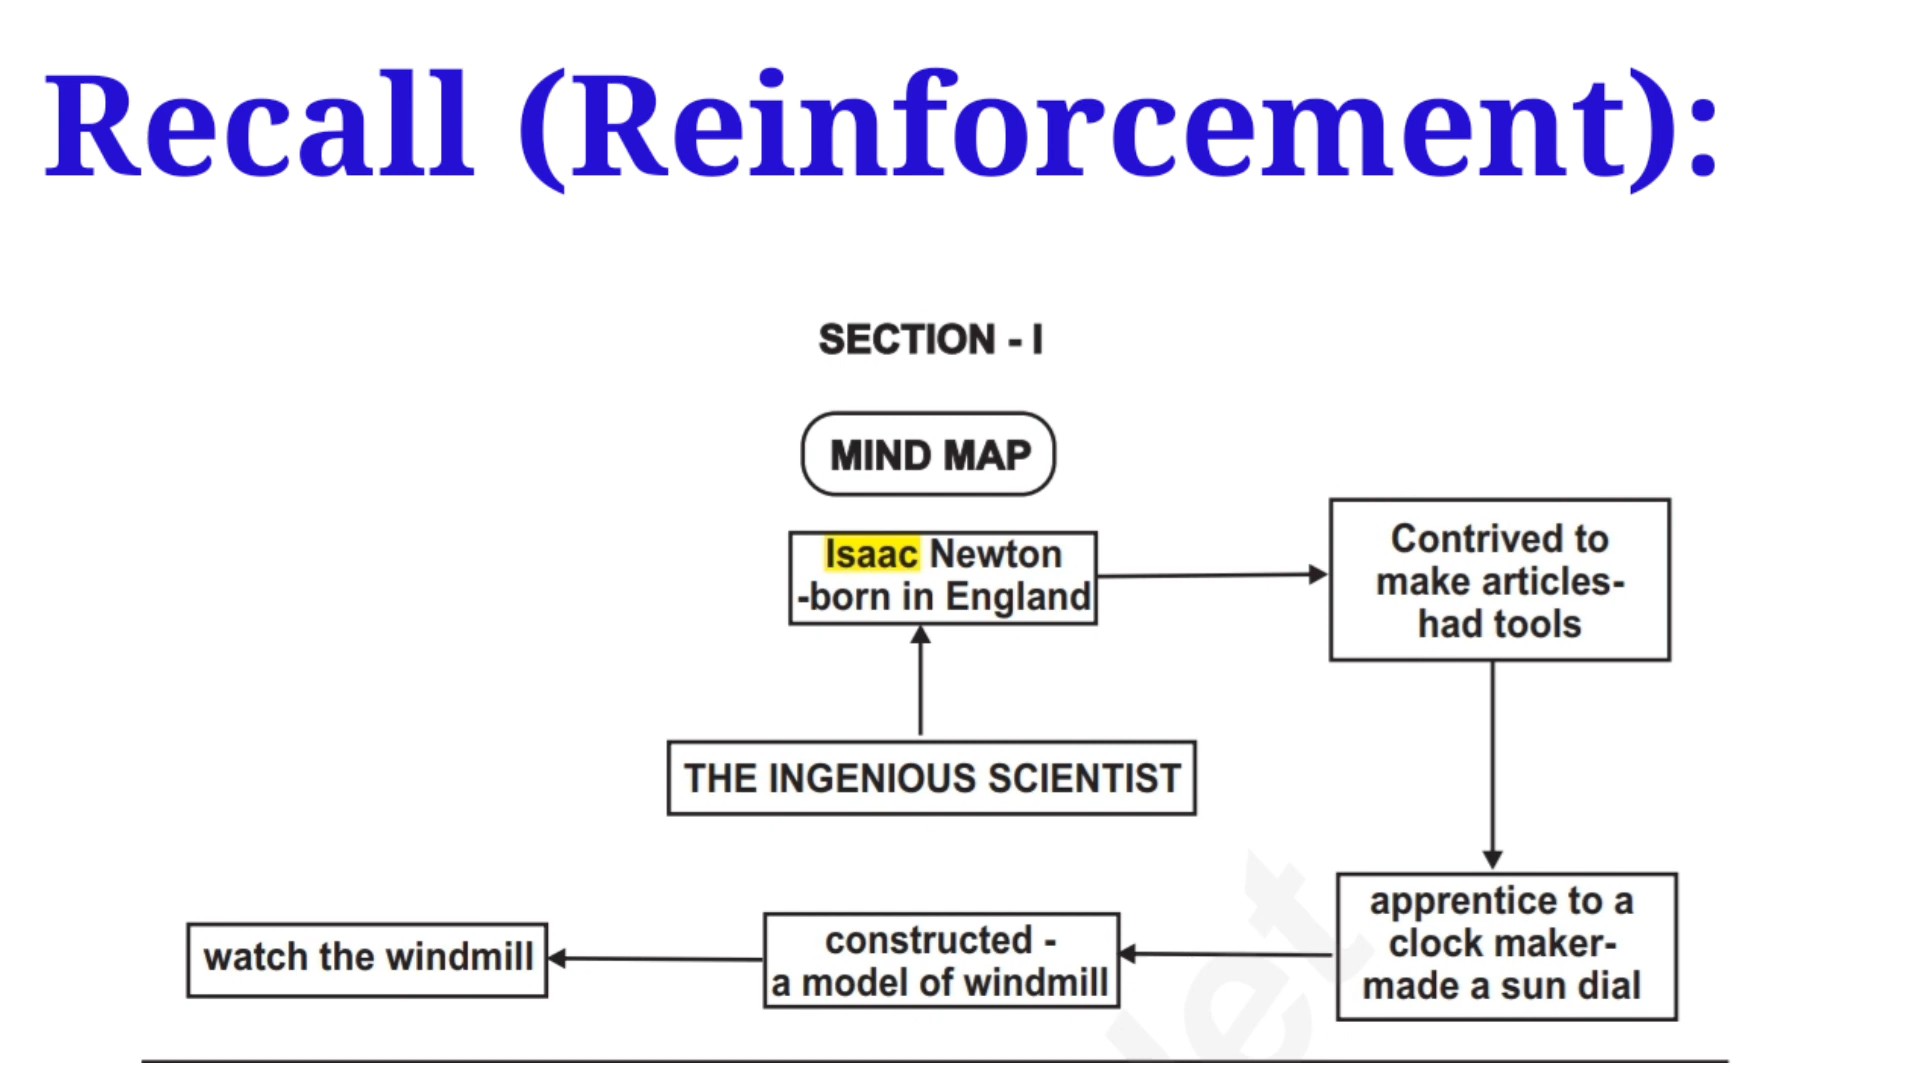 Recall (Reinforcement):
SECTION - I
MIND MAP
Isaac Newton
-born in England
Contrived to
make articles-
had tools
THE INGENIOUS SCIENTIST
apprentice to a
clock maker-
made a sun dial
constructed -
a model of windmill
watch the windmill